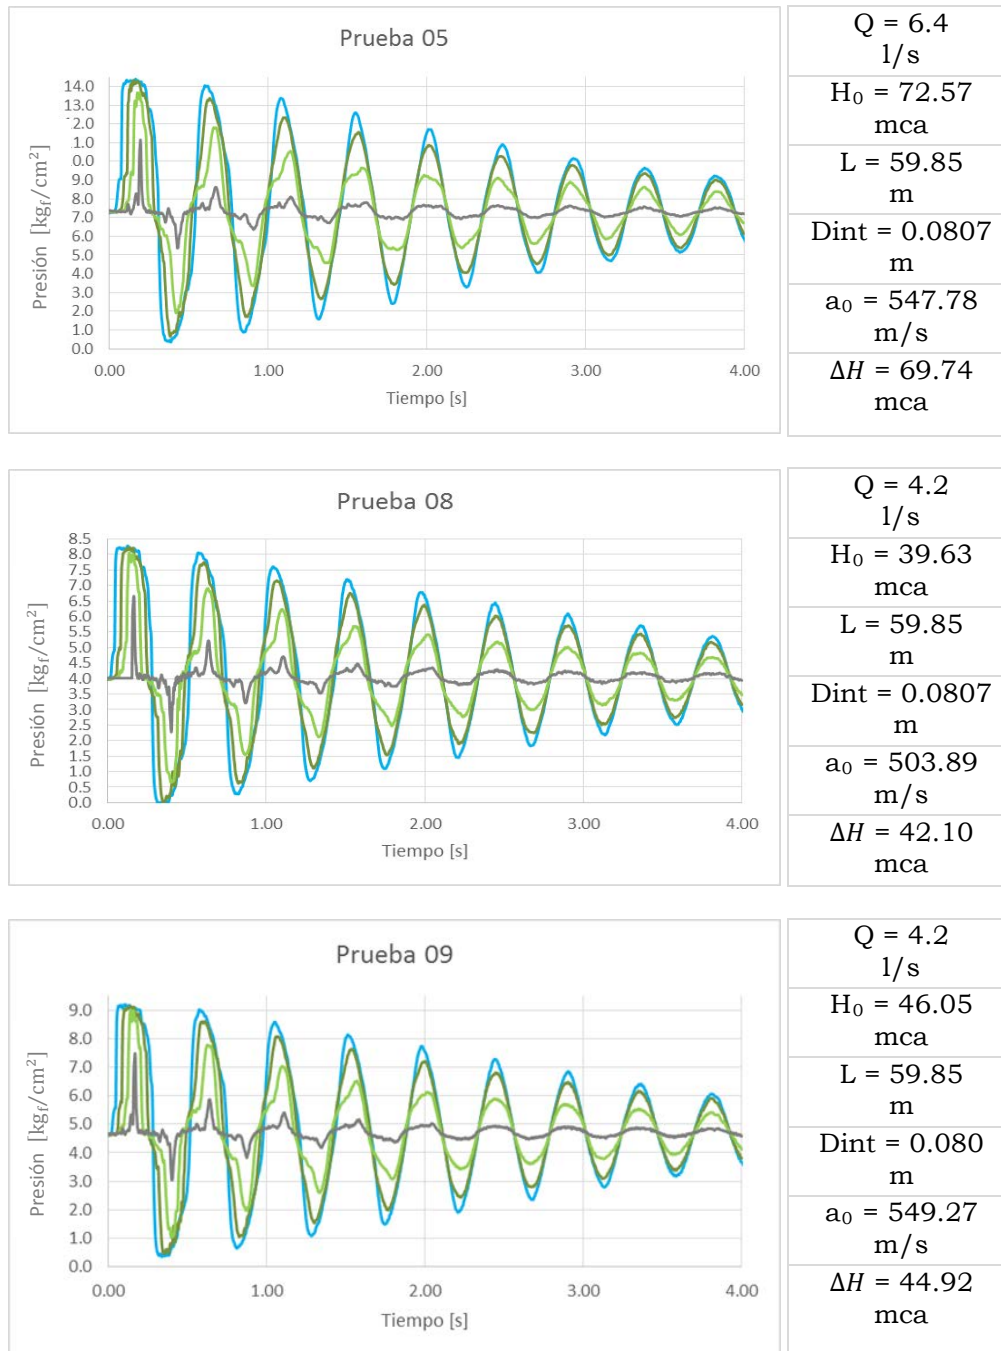 Prueba 05
Presión [kgf/cm²]
14.0
13.0
2.0
1.0
0.0
9.0
8.0
7.0
6.0
5.0
4.0
3.0
2.0
1.0
0.0
0.00 1.00 2.00 3.00 4.00
Tiempo [s]
Q = 6.4
l/s
H₀ = 72.57
mca
L = 59.85
m
Dint = 0.0807
m
a₀ = 547.78
m/s
ΔH = 69.74
mca
Prueba 08
Presión [kgf/cm²]
8.5
8.0
7.5
7.0
6.5
6.0
5.5
5.0
4.5
4.0
3.5
3.0
2.5
2.0
1.5
1.0
0.5
0.0
0.00 1.00 2.00 3.00 4.00
Tiempo [s]
Q = 4.2
l/s
H₀ = 39.63
mca
L = 59.85
m
Dint = 0.0807
m
a₀ = 503.89
m/s
ΔH = 42.10
mca
Prueba 09
Presión [kgf/cm²]
9.0
8.0
7.0
6.0
5.0
4.0
3.0
2.0
1.0
0.0
0.00 1.00 2.00 3.00 4.00
Tiempo [s]
Q = 4.2
l/s
H₀ = 46.05
mca
L = 59.85
m
Dint = 0.080
m
a₀ = 549.27
m/s
ΔH = 44.92
mca